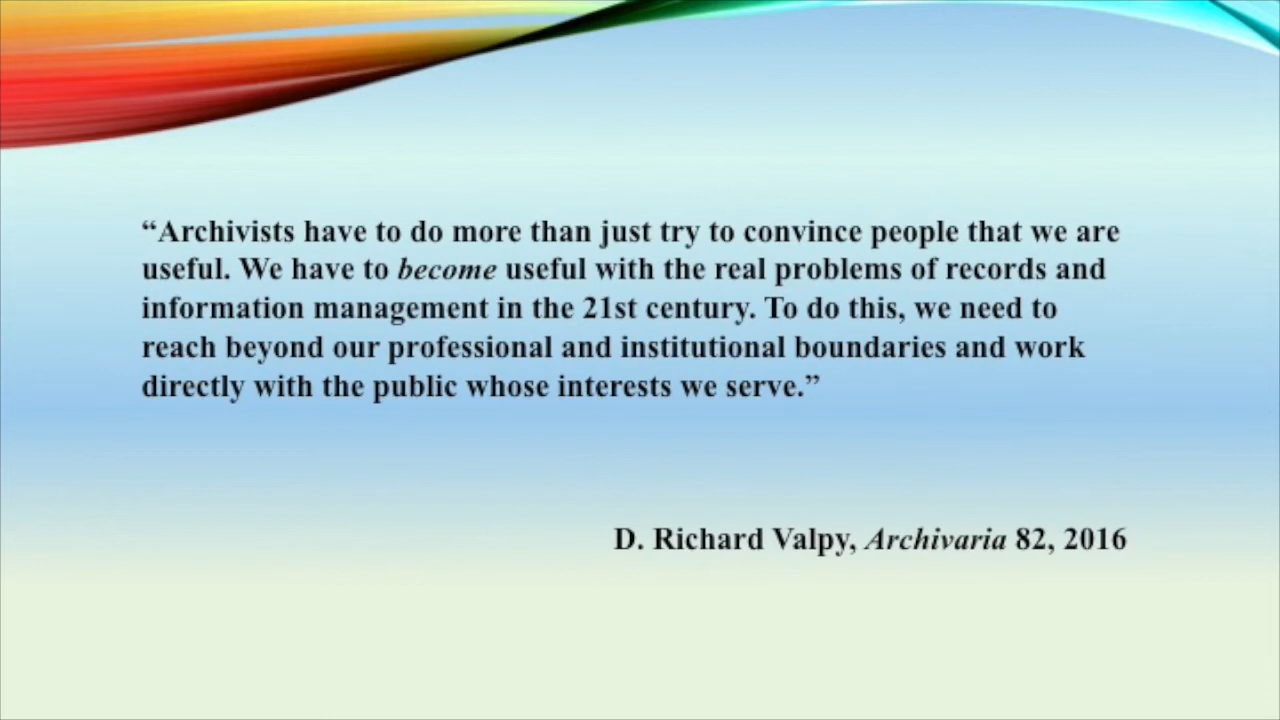 “Archivists have to do more than just try to convince people that we are
useful. We have to become useful with the real problems of records and
information management in the 21st century. To do this, we need to
reach beyond our professional and institutional boundaries and work
directly with the public whose interests we serve.”
D. Richard Valpy, Archivaria 82, 2016